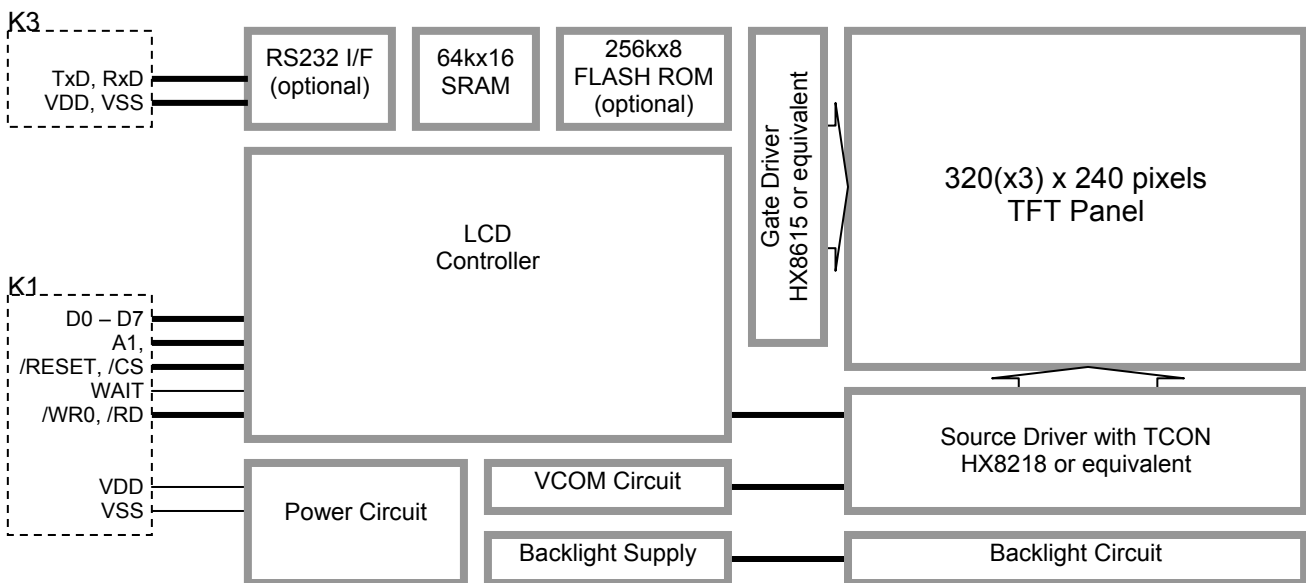 K3
TxD, RxD
VDD, VSS
RS232 I/F
(optional)
64kx16
SRAM
256kx8
FLASH ROM
(optional)
Gate Driver
HX8615 or equivalent
320(x3) x 240 pixels
TFT Panel
LCD
Controller
K1
D0 – D7
A1,
/RESET, /CS
WAIT
/WR0, /RD
VDD
VSS
Power Circuit
VCOM Circuit
Backlight Supply
Source Driver with TCON
HX8218 or equivalent
Backlight Circuit